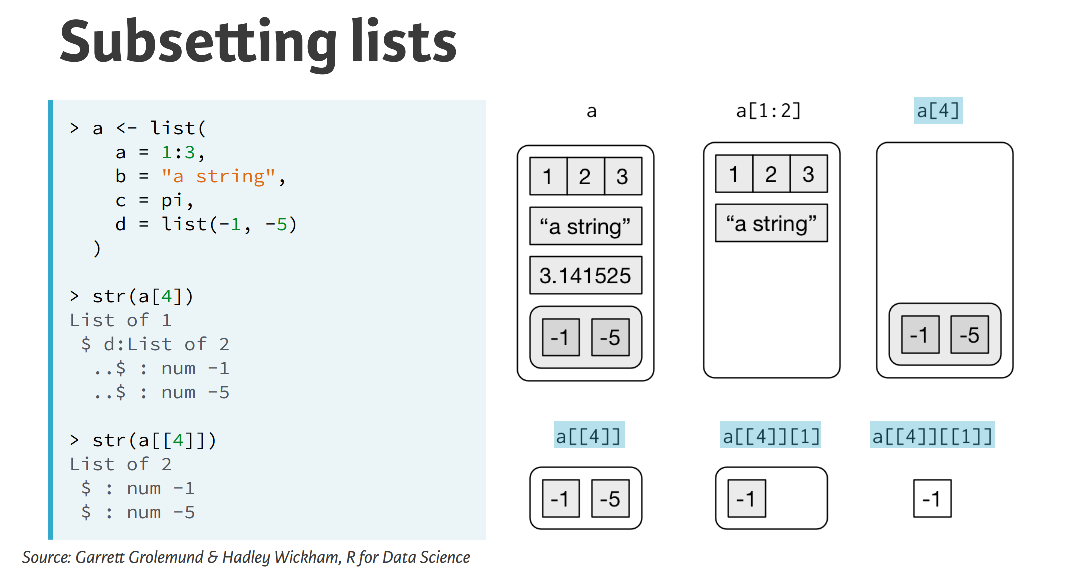 Subsetting lists
> a <- list(
a = 1:3,
b = "a string",
c = pi,
d = list(-1, -5)
)
> str(a[4])
List of 1
$ d:List of 2
..$ : num -1
..$ : num -5
> str(a[[4]])
List of 2
$ : num -1
$ : num -5
a
1 2 3
“a string”
3.141525
-1 -5
a[1:2]
1 2 3
“a string”
a[4]
-1 -5
a[[4]]
-1 -5
a[[4]][1]
-1
a[[4]][[1]]
-1
Source: Garrett Grolemund & Hadley Wickham, R for Data Science